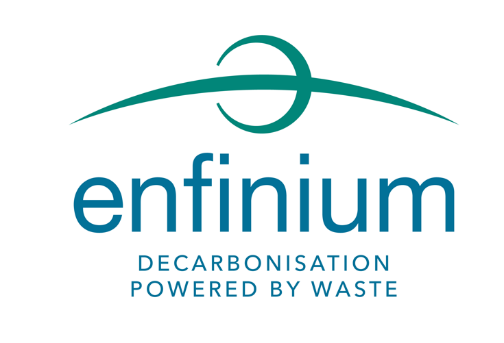 enfinium
DECARBONISATION
POWERED BY WASTE